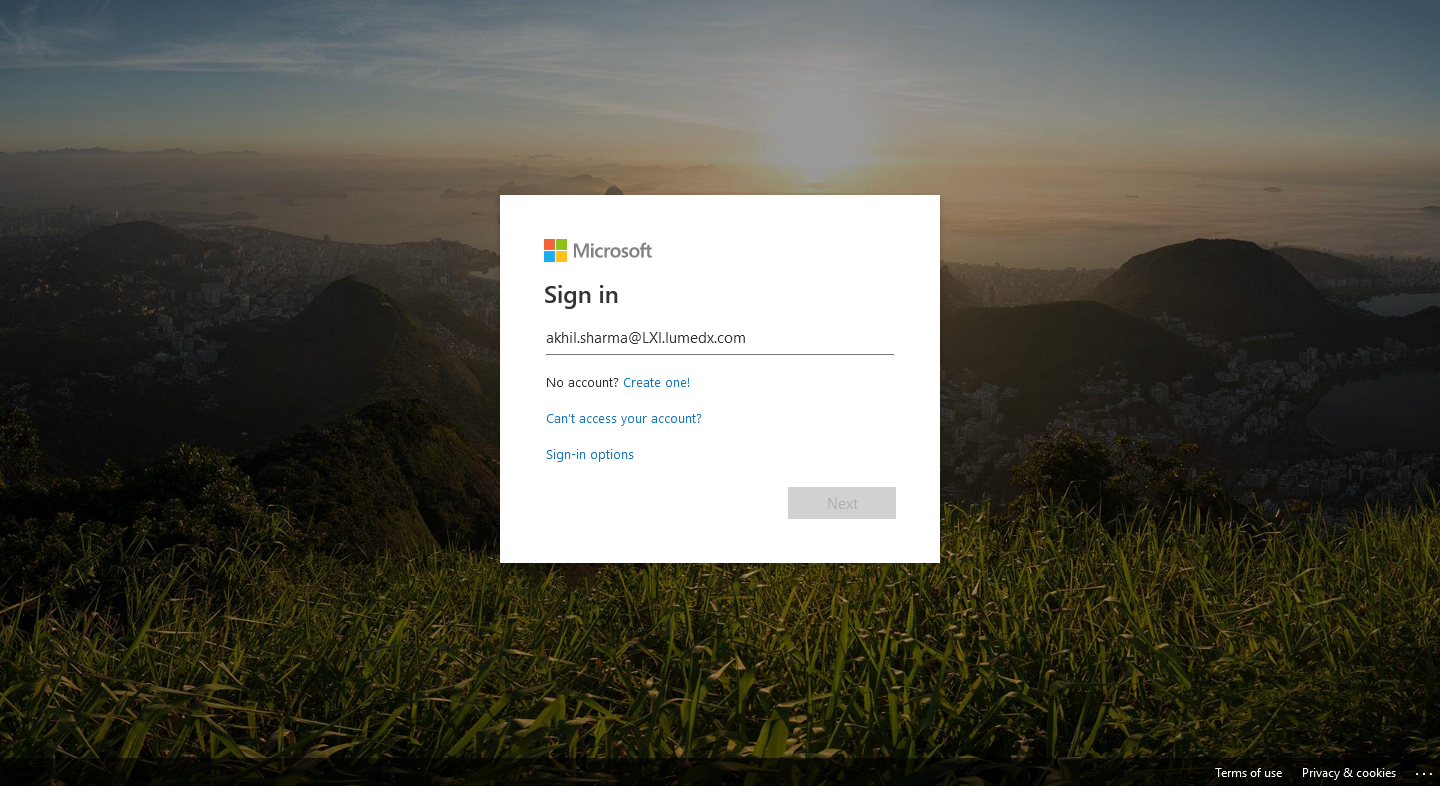 Microsoft
Sign in
akhil.sharma@LXI.lumedx.com
No account? Create one!
Can't access your account?
Sign-in options
Next
Terms of use Privacy & cookies ...